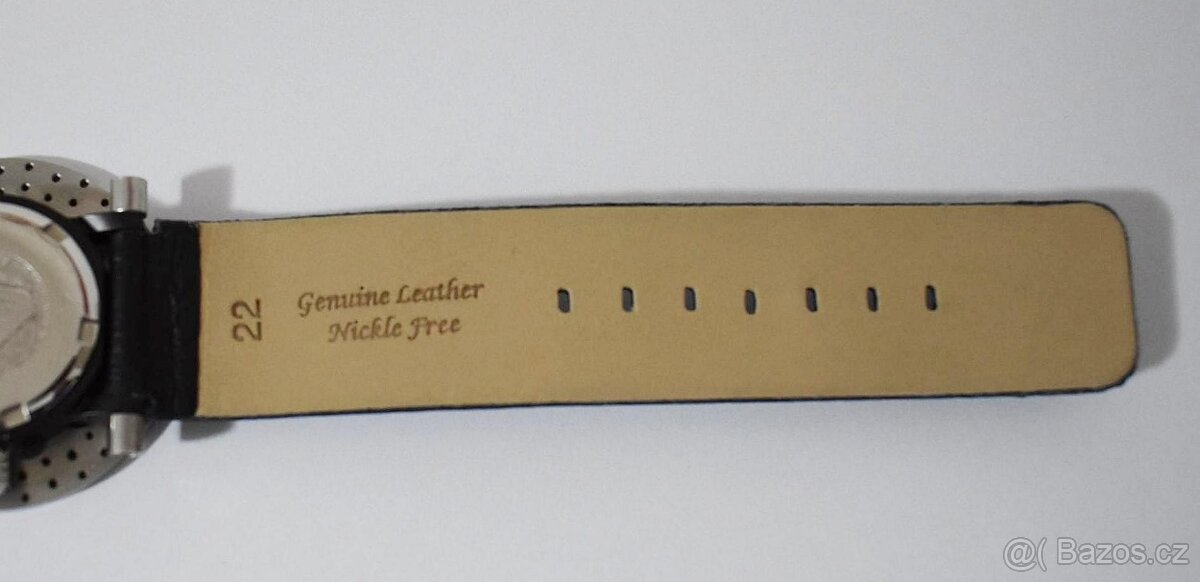 22
Genuine Leather
Nickle Free
@( Bazos.cz